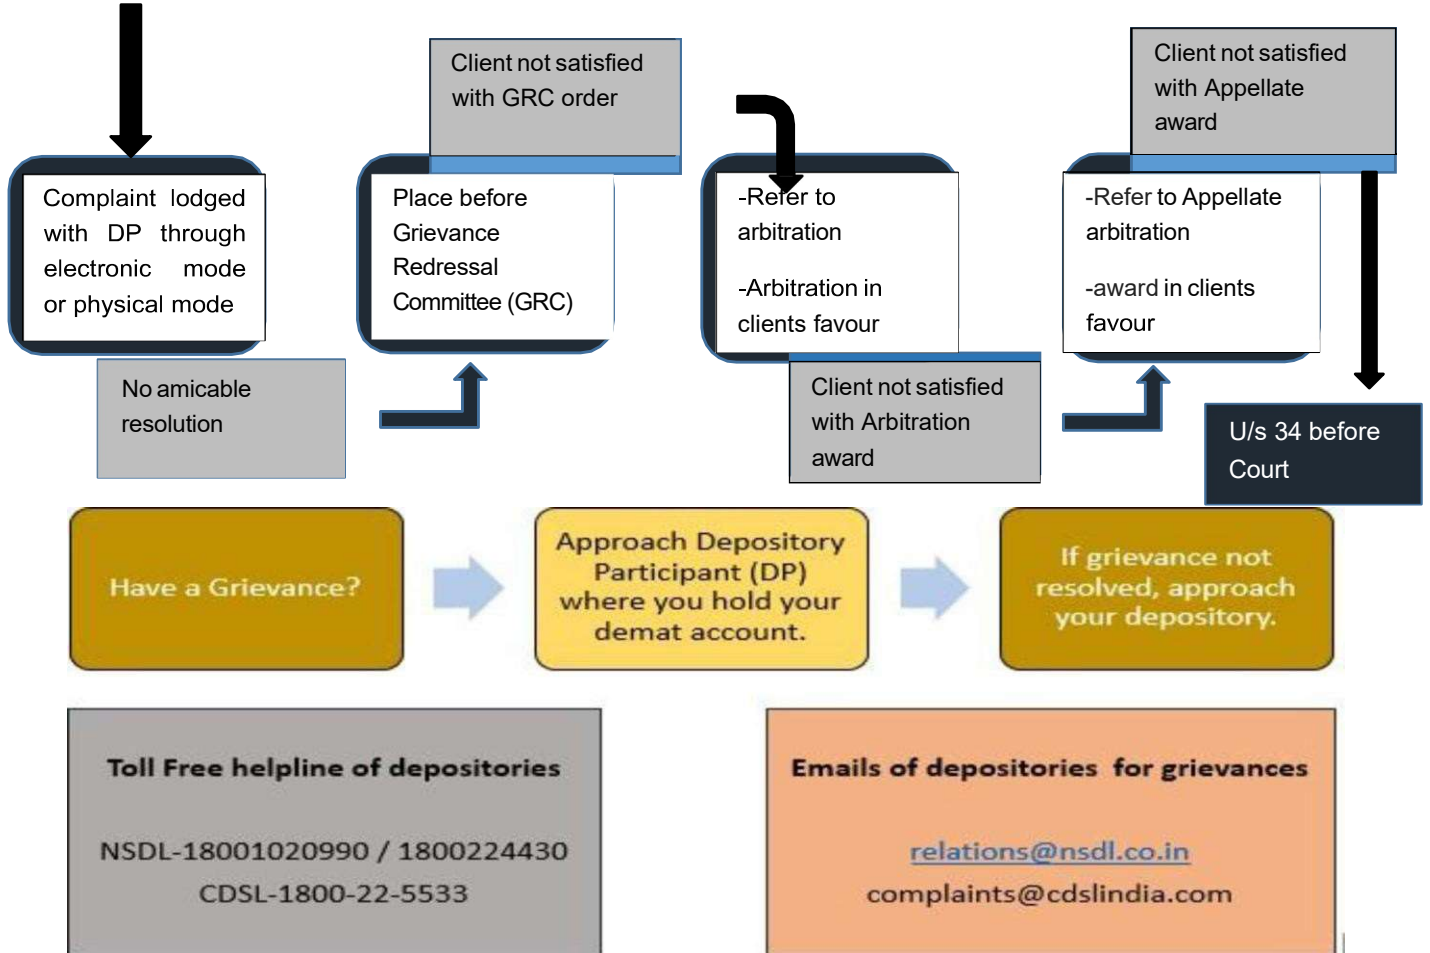 Client not satisfied
with GRC order
Client not satisfied
with Appellate
award
Complaint lodged
with DP through
electronic mode
or physical mode
Place before
Grievance
Redressal
Committee (GRC)
-Refer to
arbitration
-Arbitration in
clients favour
-Refer to Appellate
arbitration
-award in clients
favour
No amicable
resolution
Client not satisfied
with Arbitration
award
U/s 34 before
Court
Have a Grievance?
Approach Depository
Participant (DP)
where you hold your
demat account.
If grievance not
resolved, approach
your depository.
Toll Free helpline of depositories
NSDL-18001020990 / 1800224430
CDSL-1800-22-5533
Emails of depositories for grievances
relations@nsdl.co.in
complaints@cdslindia.com